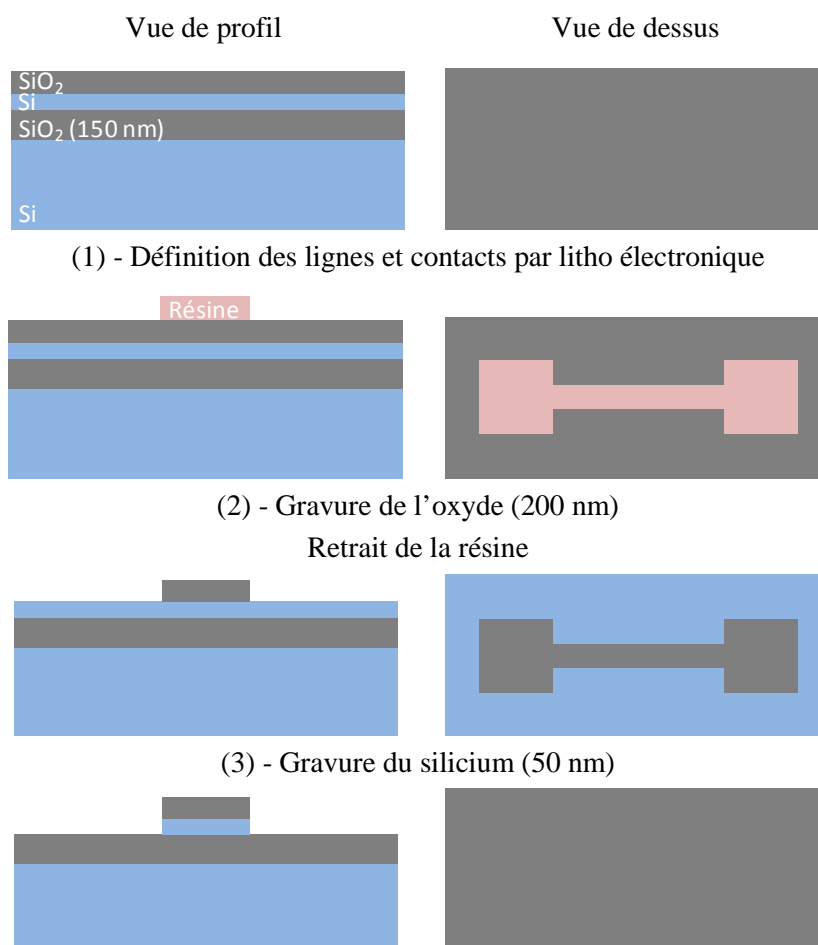 Vue de profil
Vue de dessus
SiO2
Si
SiO2 (150 nm)
Si
(1) - Définition des lignes et contacts par litho électronique
Résine
(2) - Gravure de l’oxyde (200 nm)
Retrait de la résine
(3) - Gravure du silicium (50 nm)